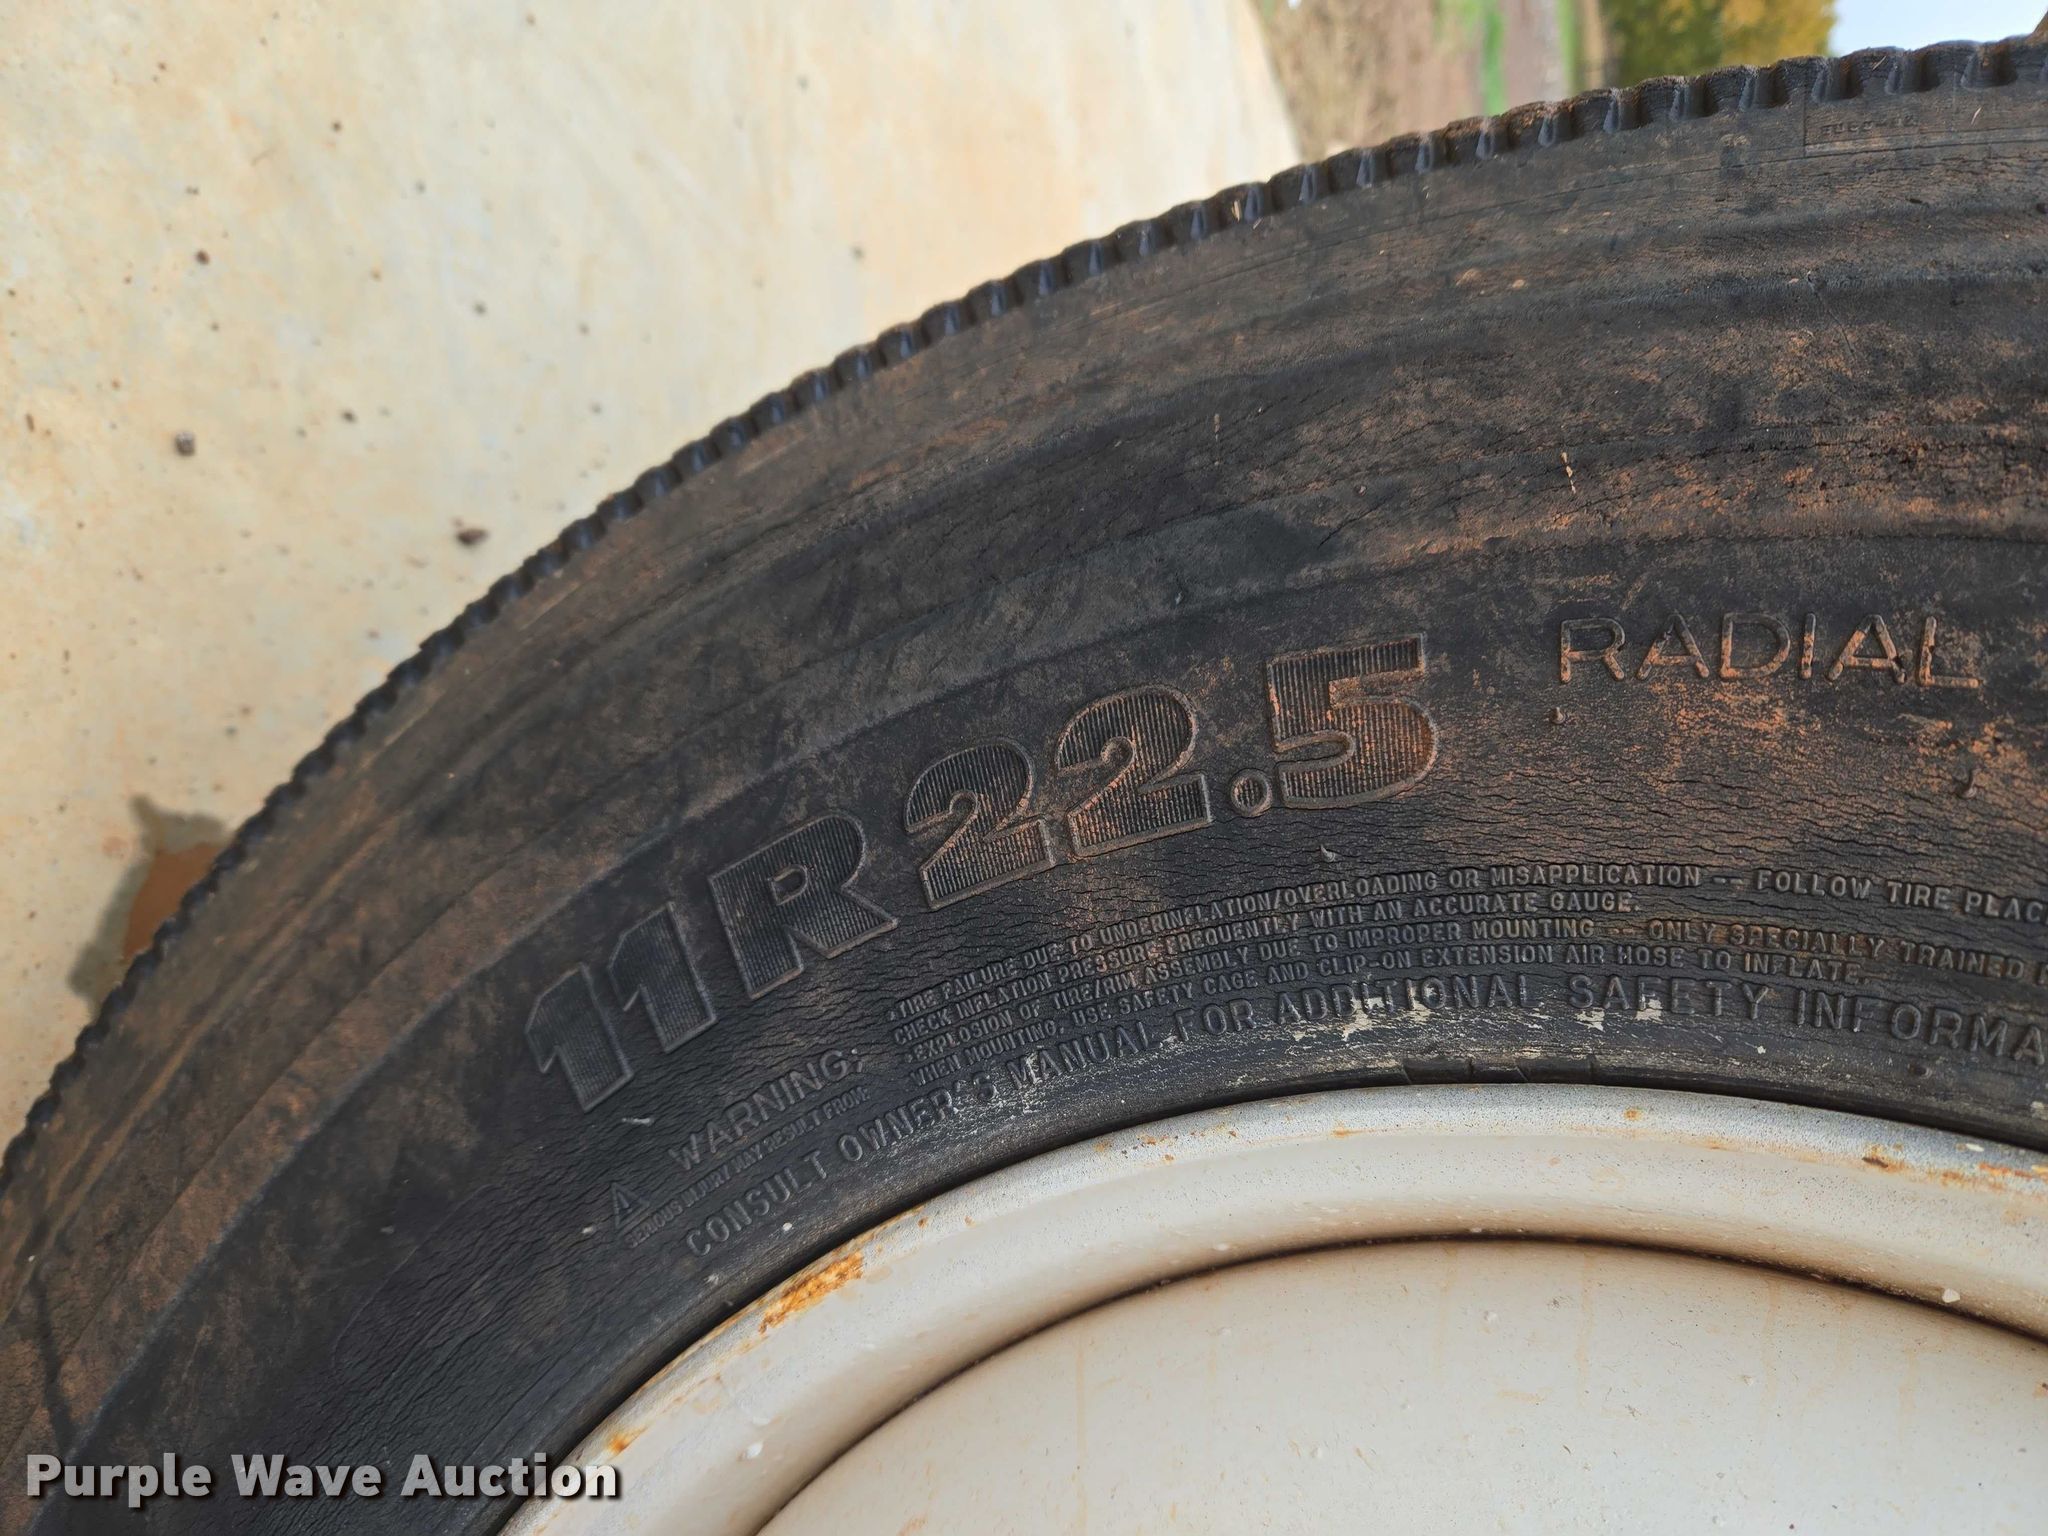 11R22.5
RADIAL
WARNING:
SERIOUS INJURY MAY RESULT FROM:
•TIRE FAILURE DUE TO UNDERINFLATION/OVERLOADING OR MISAPPLICATION -- FOLLOW TIRE PLAC
CHECK INFLATION PRESSURE FREQUENTLY WITH AN ACCURATE GAUGE.
•EXPLOSION OF TIRE/RIM ASSEMBLY DUE TO IMPROPER MOUNTING -- ONLY SPECIALLY TRAINED
WHEN MOUNTING, USE SAFETY CAGE AND CLIP-ON EXTENSION AIR HOSE TO INFLATE.
CONSULT OWNER'S MANUAL FOR ADDITIONAL SAFETY INFORMA
Purple Wave Auction